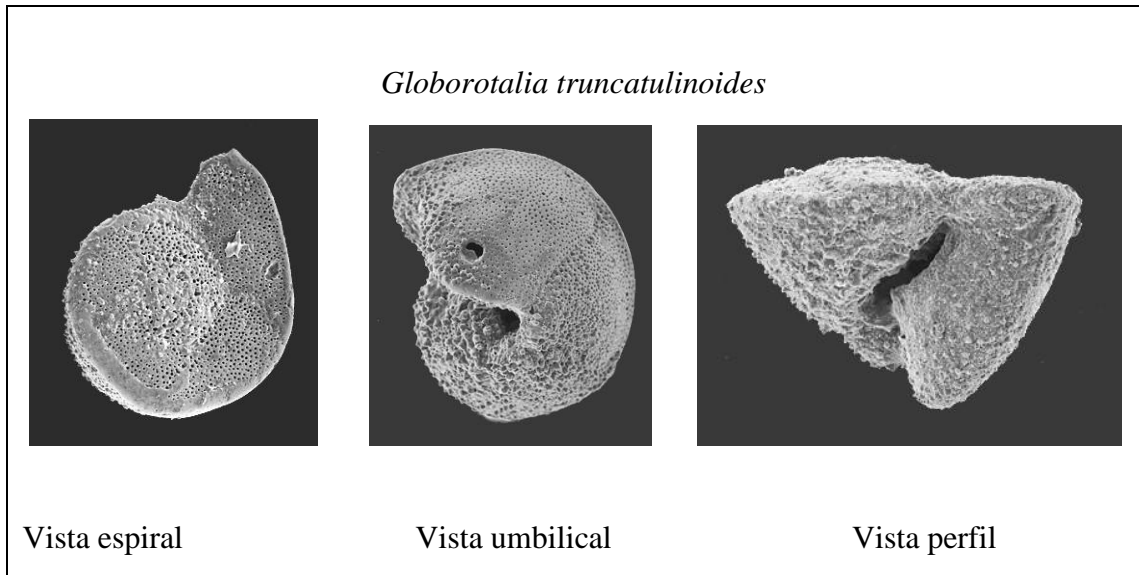 Globorotalia truncatulinoides
Vista espiral
Vista umbilical
Vista perfil